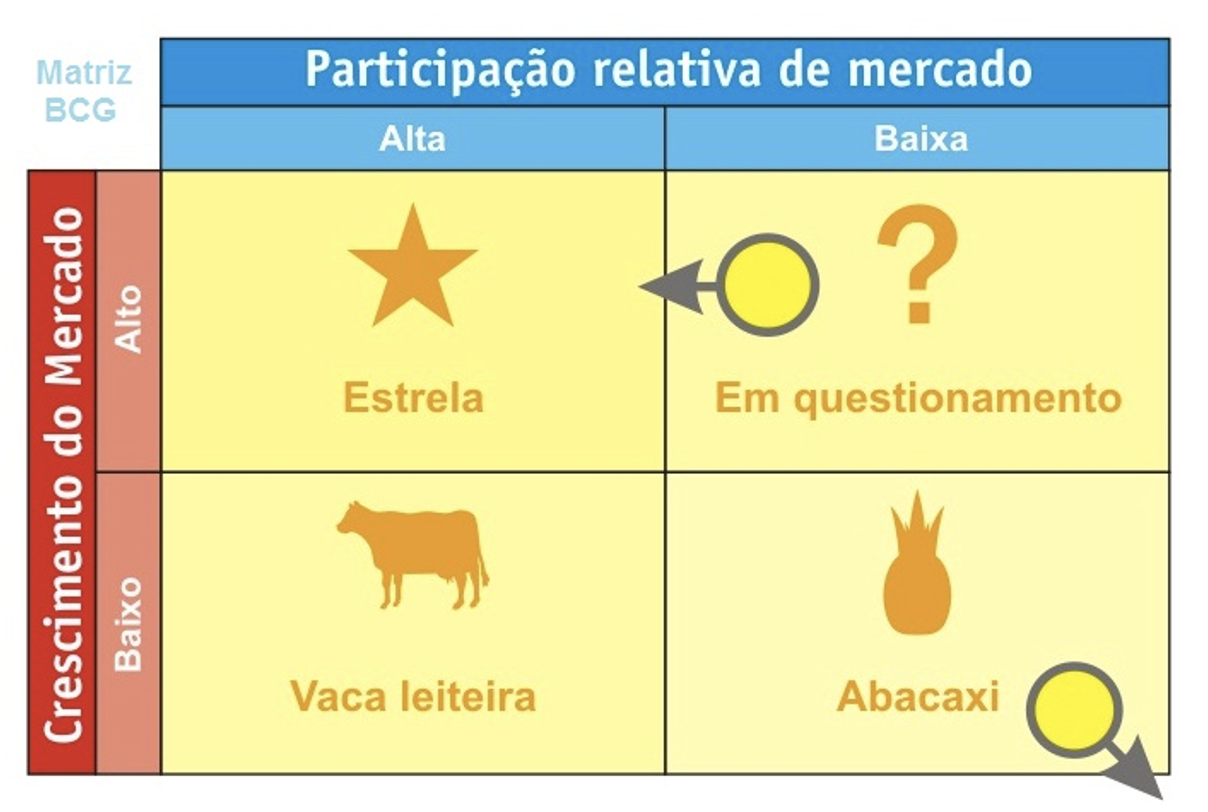 Matriz
BCG
Participação relativa de mercado
Alta
Baixa
Crescimento do Mercado
Alto
?
Estrela
Em questionamento
Baixo
Vaca leiteira
Abacaxi